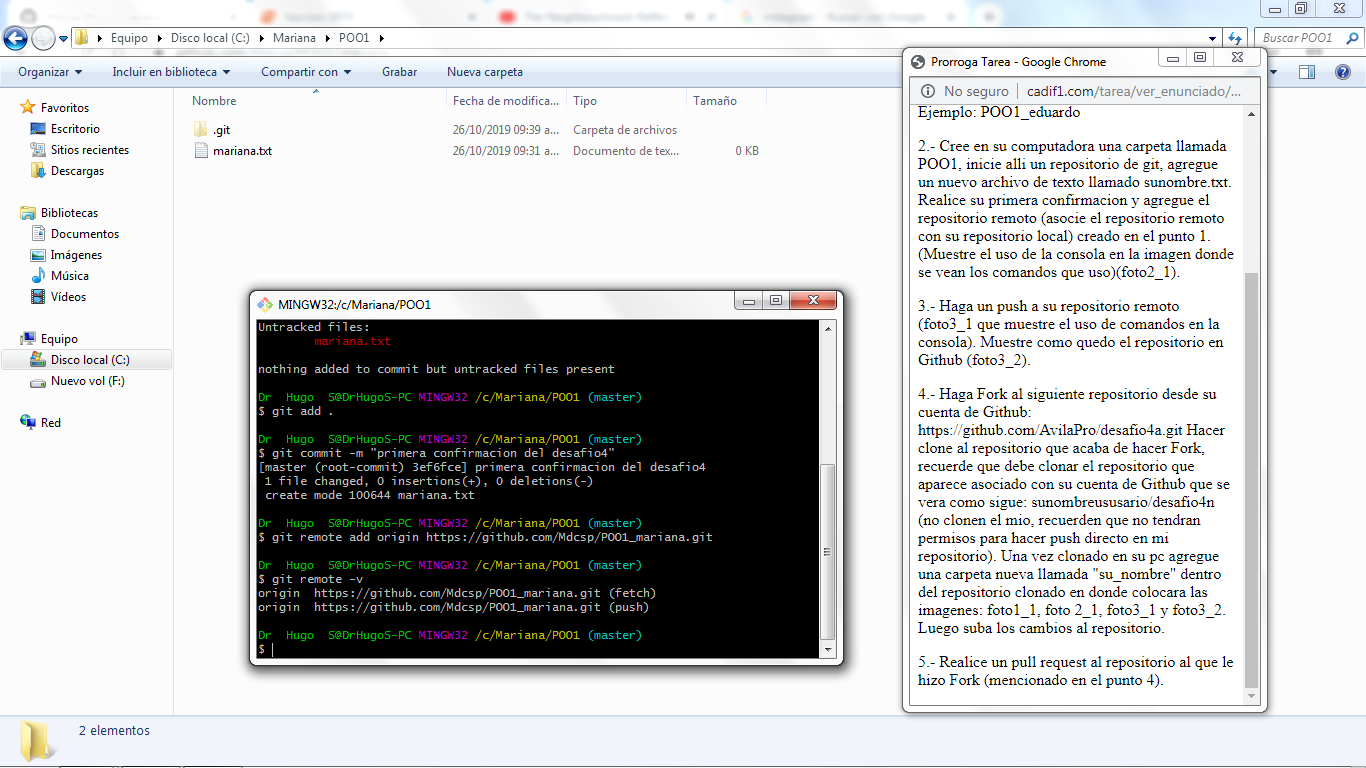 Equipo
Disco local (C:)
Mariana
POO1
Buscar POO1
Organizar
Incluir en biblioteca
Compartir con
Grabar
Nueva carpeta
Favoritos
Escritorio
Sitios recientes
Descargas
Bibliotecas
Documentos
Imágenes
Música
Vídeos
Equipo
Disco local (C:)
Nuevo vol (F:)
Red
Nombre
Fecha de modifica...
Tipo
Tamaño
.git
26/10/2019 09:39 a...
Carpeta de archivos
mariana.txt
26/10/2019 09:31 a...
Documento de tex...
0 KB
MINGW32:/c/Mariana/POO1
Untracked files:
mariana.txt
nothing added to commit but untracked files present
Dr Hugo S@DrHugoS-PC MINGW32 /c/Mariana/POO1 (master)
$ git add .
Dr Hugo S@DrHugoS-PC MINGW32 /c/Mariana/POO1 (master)
$ git commit -m "primera confirmacion del desafio4"
[master (root-commit) 3ef6fce] primera confirmacion del desafio4
1 file changed, 0 insertions(+), 0 deletions(-)
create mode 100644 mariana.txt
Dr Hugo S@DrHugoS-PC MINGW32 /c/Mariana/POO1 (master)
$ git remote add origin https://github.com/Mdcsp/POO1_mariana.git
Dr Hugo S@DrHugoS-PC MINGW32 /c/Mariana/POO1 (master)
$ git remote -v
origin https://github.com/Mdcsp/POO1_mariana.git (fetch)
origin https://github.com/Mdcsp/POO1_mariana.git (push)
Dr Hugo S@DrHugoS-PC MINGW32 /c/Mariana/POO1 (master)
$
Prorroga Tarea - Google Chrome
No seguro
cadif1.com/tarea/ver_enunciado/...
Ejemplo: POO1_eduardo
2.- Cree en su computadora una carpeta llamada
POO1, inicie alli un repositorio de git, agregue
un nuevo archivo de texto llamado sunombre.txt.
Realice su primera confirmacion y agregue el
repositorio remoto (asocie el repositorio remoto
con su repositorio local) creado en el punto 1.
(Muestre el uso de la consola en la imagen donde
se vean los comandos que uso)(foto2_1).
3.- Haga un push a su repositorio remoto
(foto3_1 que muestre el uso de comandos en la
consola). Muestre como quedo el repositorio en
Github (foto3_2).
4.- Haga Fork al siguiente repositorio desde su
cuenta de Github:
https://github.com/AvilaPro/desafio4a.git Hacer
clone al repositorio que acaba de hacer Fork,
recuerde que debe clonar el repositorio que
aparece asociado con su cuenta de Github que se
vera como sigue: sunombreususario/desafio4n
(no clonen el mio, recuerden que no tendran
permisos para hacer push directo en mi
repositorio). Una vez clonado en su pc agregue
una carpeta nueva llamada "su_nombre" dentro
del repositorio clonado en donde colocara las
imagenes: foto1_1, foto 2_1, foto3_1 y foto3_2.
Luego suba los cambios al repositorio.
5.- Realice un pull request al repositorio al que le
hizo Fork (mencionado en el punto 4).
2 elementos